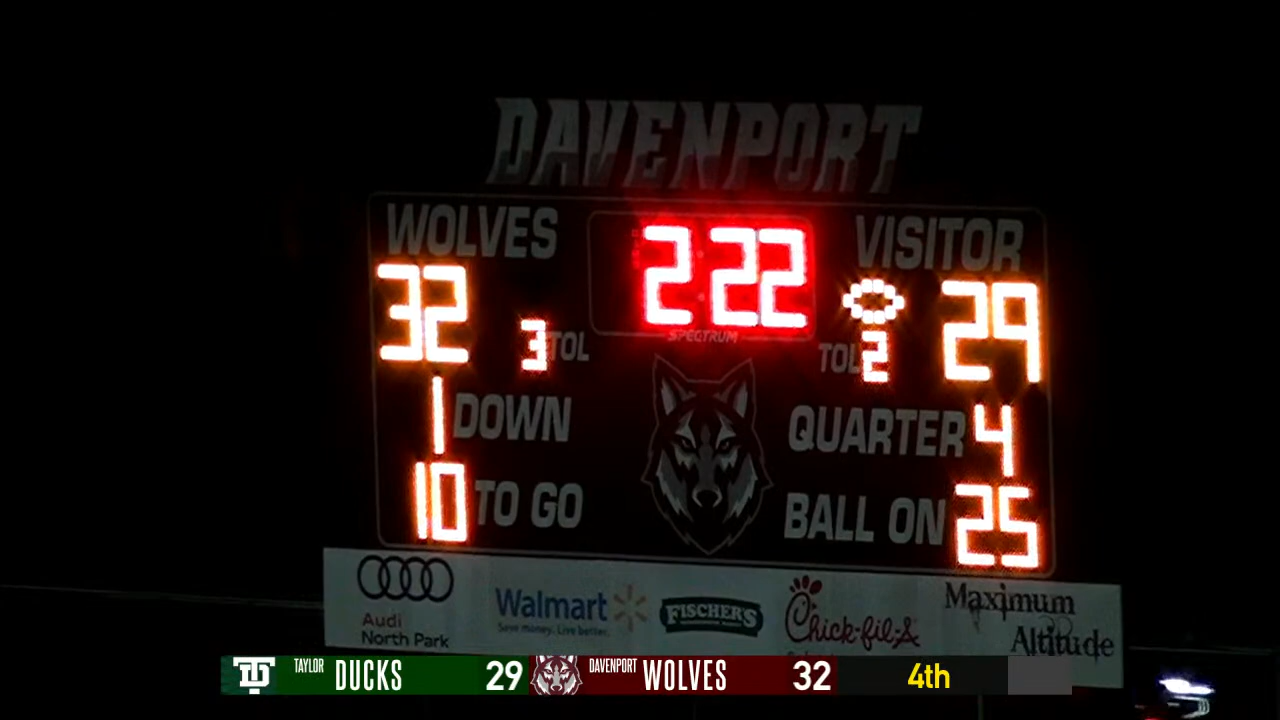 DAVENPORT
WOLVES 2:22 VISITOR
32 3 TOL SPECTRUM TOL 2 29
1 DOWN QUARTER 4
10 TO GO BALL ON 25
Audi
North Park
Walmart
Save money. Live better.
FISCHER'S
Chick-fil-A
Maximum
Altitude
TD TAYLOR DUCKS 29 DAVENPORT WOLVES 32 4th